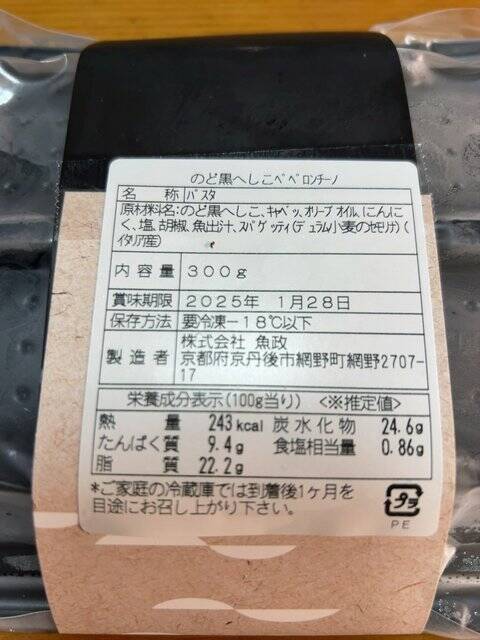 のど黒へしこペペロンチーノ
名 称 パスタ
原材料名:のど黒へしこ、キャベツ、オリーブオイル、にんに
く、塩、胡椒、魚出汁、スパゲッティ(デュラム小麦のセモリナ)(
イタリア産)
内容量 300g
賞味期限 2025年 1月28日
保存方法 要冷凍-18℃以下
製造者 株式会社 魚政
京都府京丹後市網野町網野2707-
17
栄養成分表示(100g当り) <※推定値>
熱量 243kcal 炭水化物 24.6g
たんぱく質 9.4g 食塩相当量 0.86g
脂質 22.2g
*ご家庭の冷蔵庫では到着後1ヶ月を
目途にお召し上がり下さい。
プラ
PE